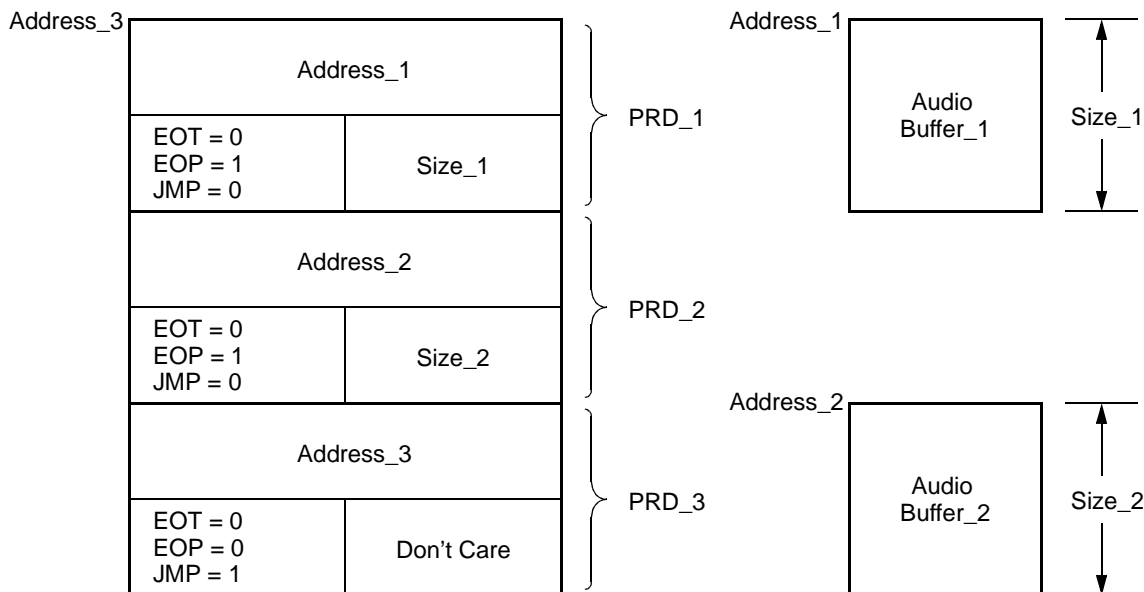 Address_3
Address_1
EOT = 0
EOP = 1
JMP = 0
Size_1
PRD_1
Address_2
EOT = 0
EOP = 1
JMP = 0
Size_2
PRD_2
Address_3
EOT = 0
EOP = 0
JMP = 1
Don't Care
PRD_3
Address_1
Audio
Buffer_1
Size_1
Address_2
Audio
Buffer_2
Size_2